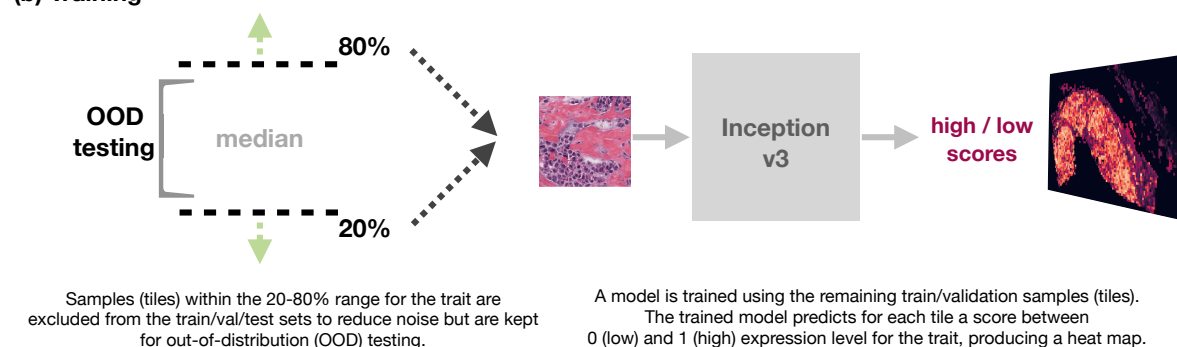 (b) Training
80%
OOD
testing
median
20%
Inception
v3
high / low
scores
Samples (tiles) within the 20-80% range for the trait are
excluded from the train/val/test sets to reduce noise but are kept
for out-of-distribution (OOD) testing.
A model is trained using the remaining train/validation samples (tiles).
The trained model predicts for each tile a score between
0 (low) and 1 (high) expression level for the trait, producing a heat map.